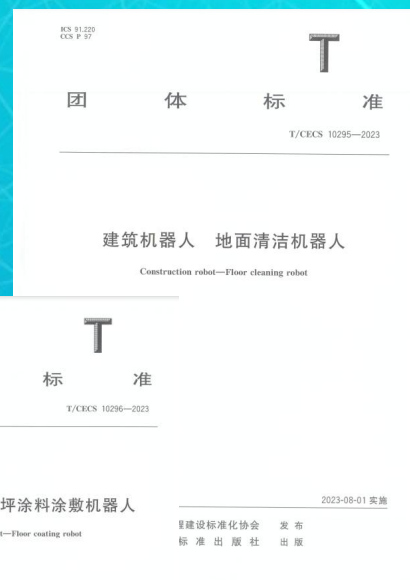 ICS 91.220
CCS P 97
T
团 体 标 准
T/CECS 10295—2023
建筑机器人 地面清洁机器人
Construction robot—Floor cleaning robot
T
标 准
T/CECS 10296—2023
坪涂料涂敷机器人
t—Floor coating robot
2023-08-01 实施
程建设标准化协会 发 布
标 准 出 版 社 出 版